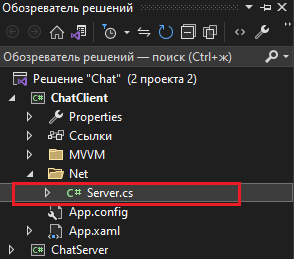 Обозреватель решений
Обозреватель решений — поиск (Ctrl+ж)
Решение "Chat" (2 проекта 2)
C# ChatClient
Properties
Ссылки
MVVM
Net
C# Server.cs
App.config
App.xaml
C# ChatServer